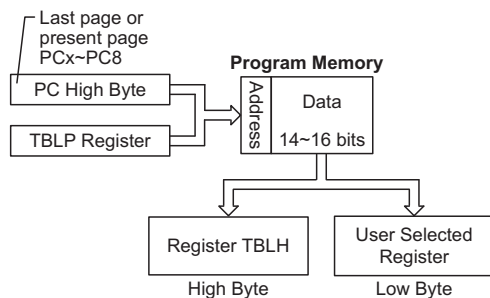 Last page or
present page
PCx~PC8
Program Memory
PC High Byte
Address
Data
TBLP Register
14~16 bits
Register TBLH
User Selected
Register
High Byte
Low Byte